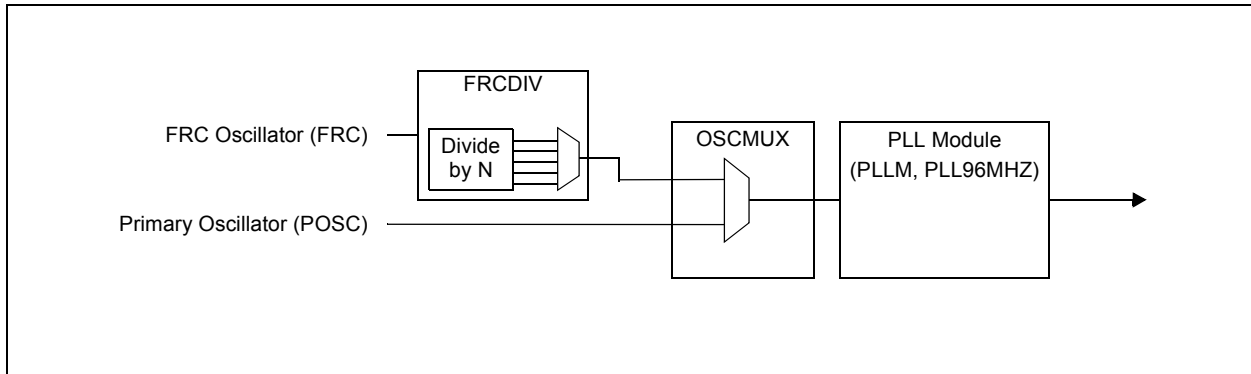 FRCDIV
FRC Oscillator (FRC)
Divide
by N
OSCMUX
PLL Module
(PLLM, PLL96MHZ)
Primary Oscillator (POSC)